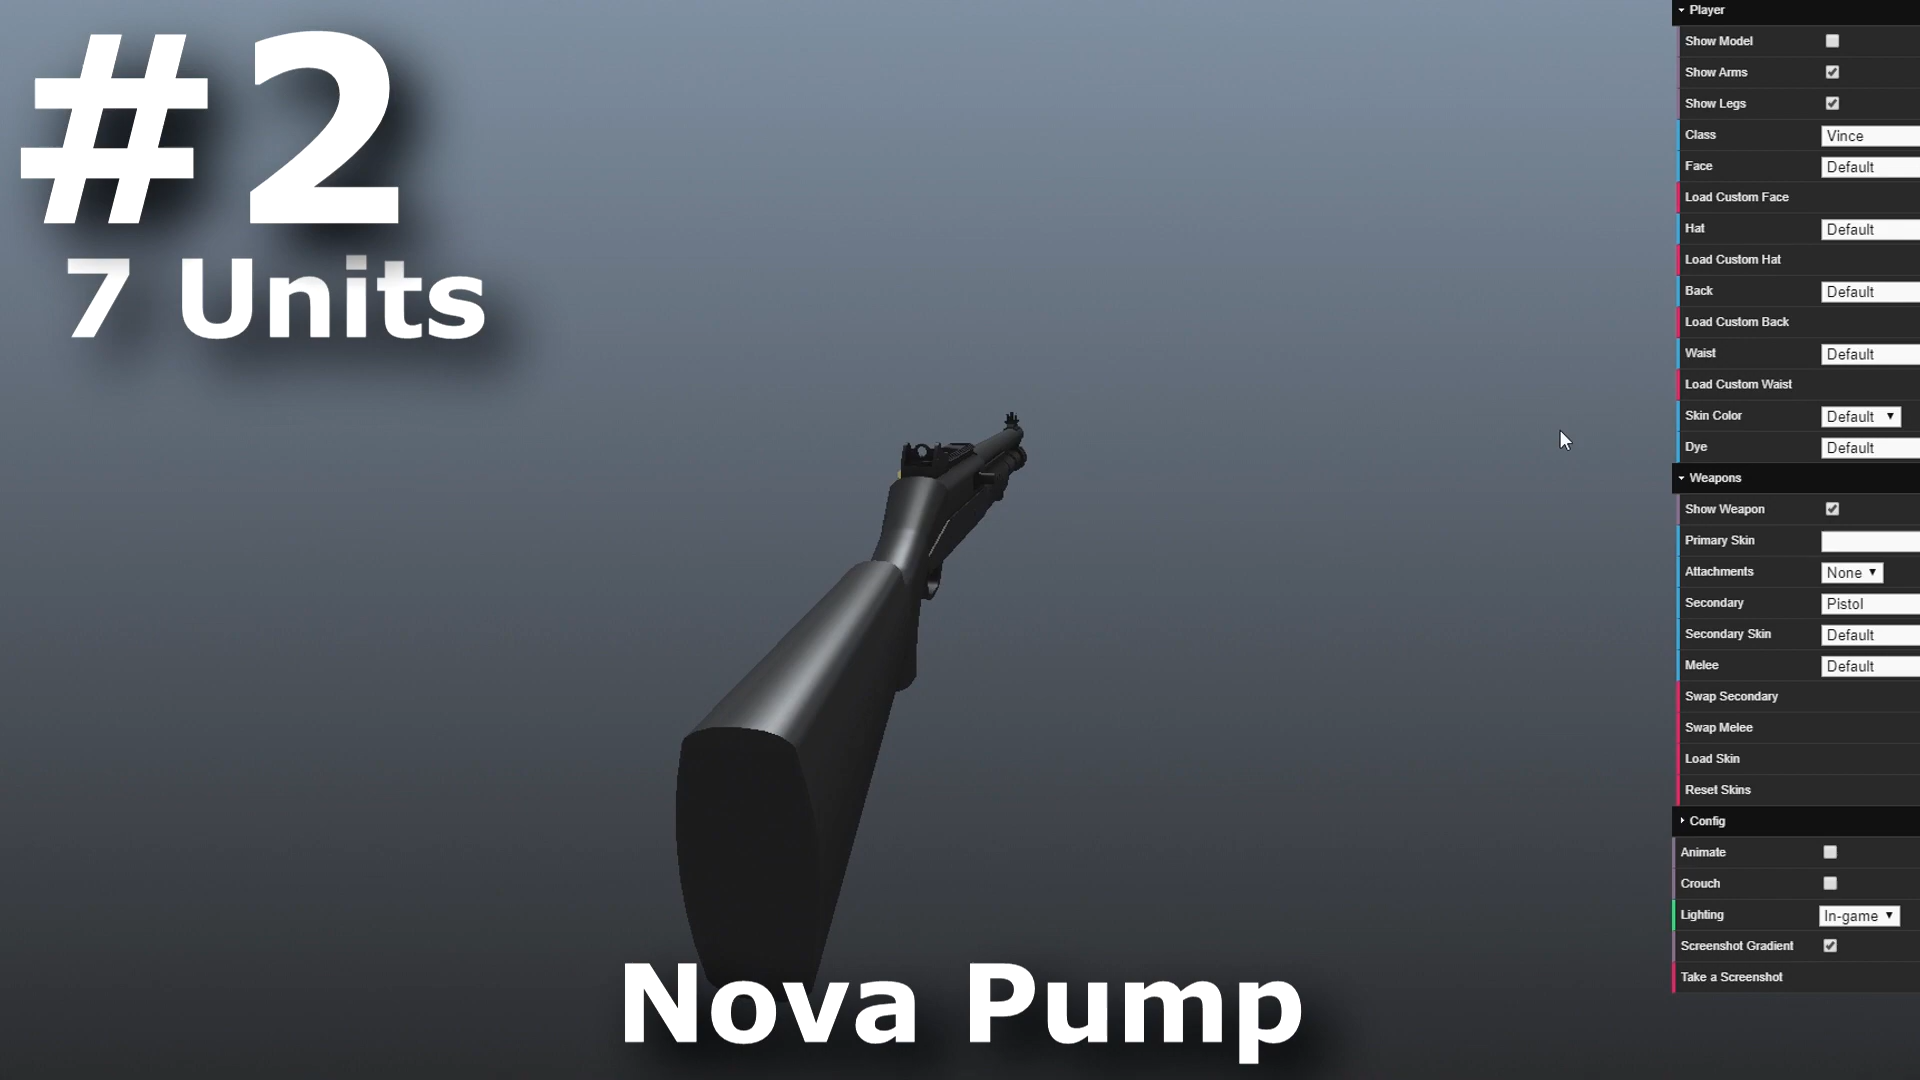 #2
7 Units
Nova Pump
Player
Show Model
Show Arms
Show Legs
Class Vince
Face Default
Load Custom Face
Hat Default
Load Custom Hat
Back Default
Load Custom Back
Waist Default
Load Custom Waist
Skin Color Default
Dye Default
Weapons
Show Weapon
Primary Skin
Attachments None
Secondary Pistol
Secondary Skin Default
Melee Default
Swap Secondary
Swap Melee
Load Skin
Reset Skins
Config
Animate
Crouch
Lighting In-game
Screenshot Gradient
Take a Screenshot